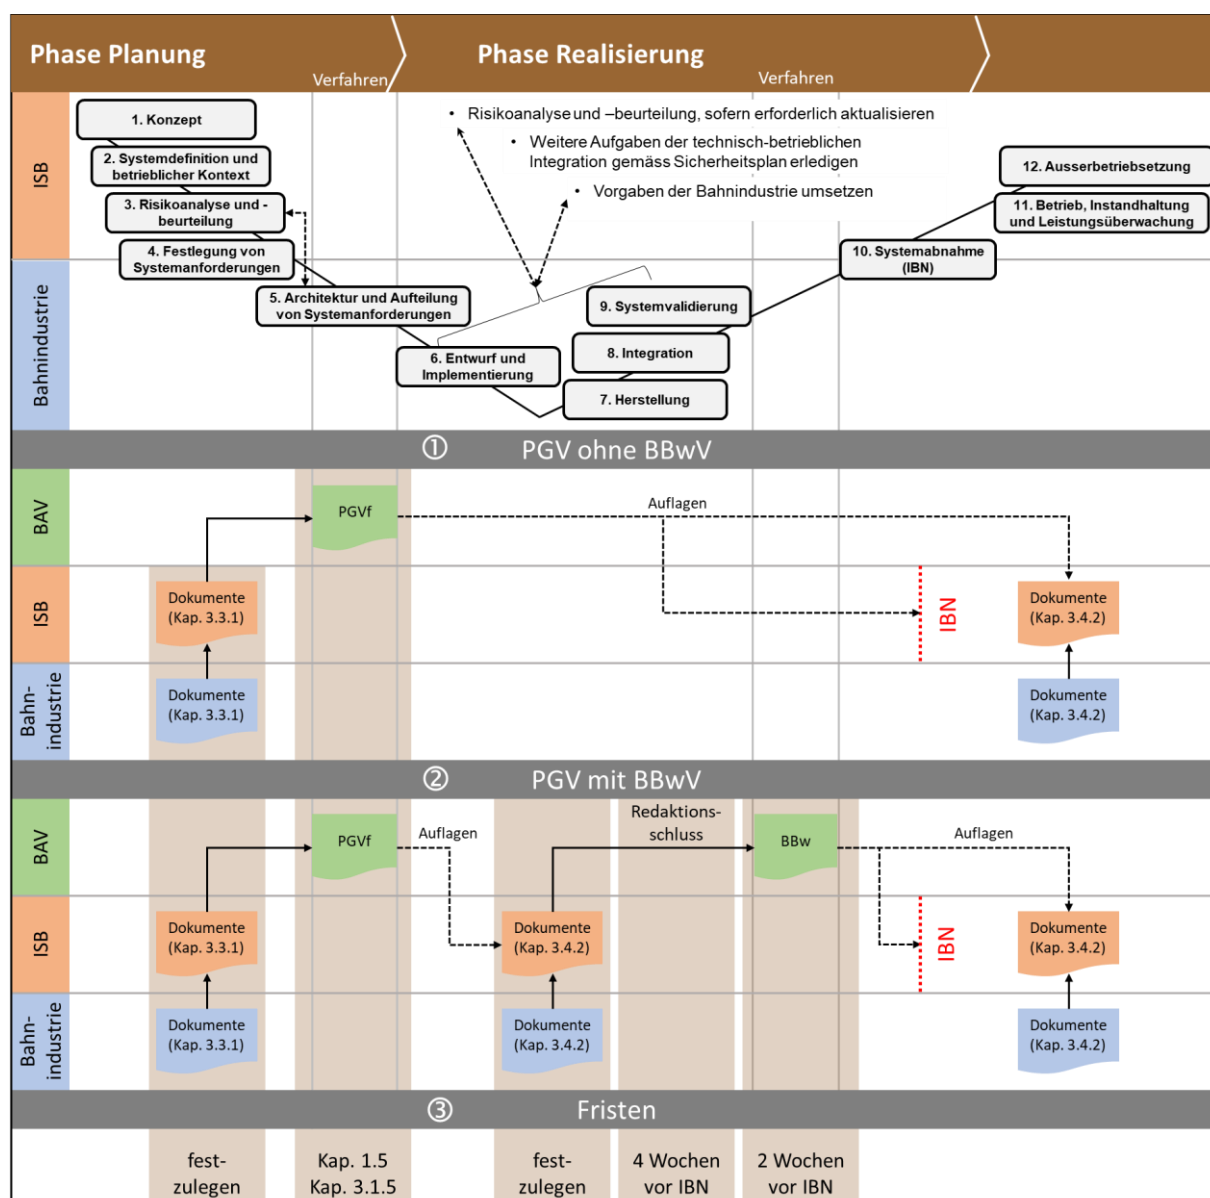 Phase Planung
Verfahren
Phase Realisierung
Verfahren
ISB
Bahnindustrie
1. Konzept
2. Systemdefinition und
betrieblicher Kontext
3. Risikoanalyse und -
beurteilung
4. Festlegung von
Systemanforderungen
5. Architektur und Aufteilung
von Systemanforderungen
6. Entwurf und
Implementierung
7. Herstellung
8. Integration
9. Systemvalidierung
10. Systemabnahme
(IBN)
11. Betrieb, Instandhaltung
und Leistungsüberwachung
12. Ausserbetriebsetzung
• Risikoanalyse und –beurteilung, sofern erforderlich aktualisieren
• Weitere Aufgaben der technisch-betrieblichen
Integration gemäss Sicherheitsplan erledigen
• Vorgaben der Bahnindustrie umsetzen
① PGV ohne BBwV
BAV
PGVf
Auflagen
ISB
Dokumente
(Kap. 3.3.1)
IBN
Dokumente
(Kap. 3.4.2)
Bahn-
industrie
Dokumente
(Kap. 3.3.1)
Dokumente
(Kap. 3.4.2)
② PGV mit BBwV
BAV
PGVf
Auflagen
Redaktions-
schluss
BBw
Auflagen
ISB
Dokumente
(Kap. 3.3.1)
Dokumente
(Kap. 3.4.2)
IBN
Dokumente
(Kap. 3.4.2)
Bahn-
industrie
Dokumente
(Kap. 3.3.1)
Dokumente
(Kap. 3.4.2)
Dokumente
(Kap. 3.4.2)
③ Fristen
fest-
zulegen
Kap. 1.5
Kap. 3.1.5
fest-
zulegen
4 Wochen
vor IBN
2 Wochen
vor IBN